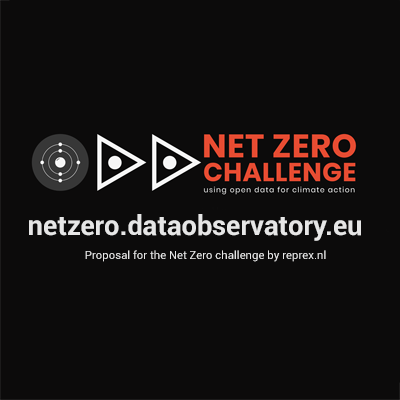 NET ZERO
CHALLENGE
using open data for climate action
netzero.dataobservatory.eu
Proposal for the Net Zero challenge by reprex.nl